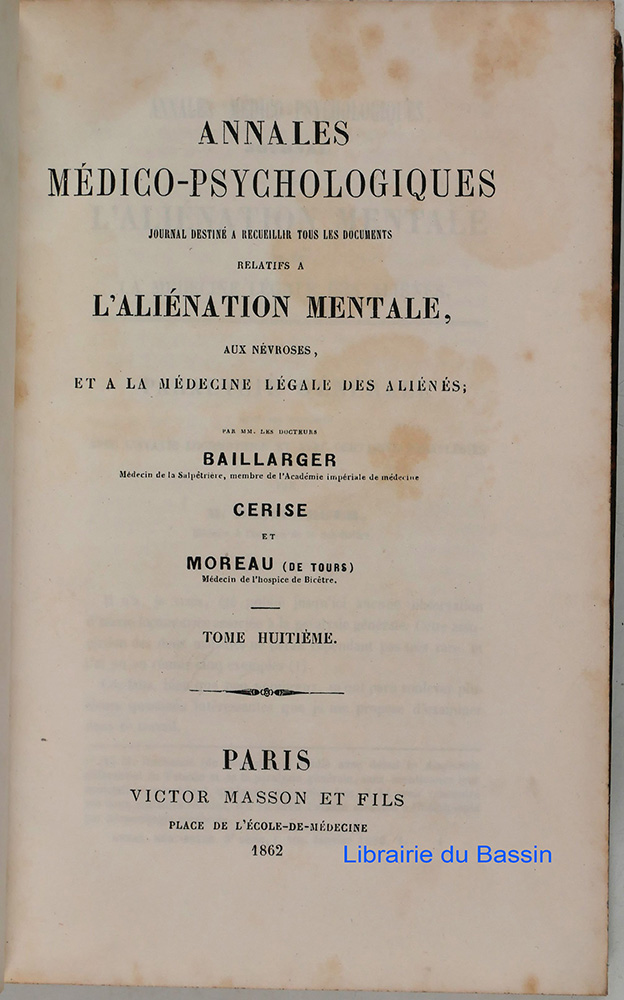 ANNALES
MÉDICO-PSYCHOLOGIQUES
JOURNAL DESTINÉ A RECUEILLIR TOUS LES DOCUMENTS
RELATIFS A
L'ALIÉNATION MENTALE,
AUX NÉVROSES,
ET A LA MÉDECINE LÉGALE DES ALIÉNÉS;
PAR MM. LES DOCTEURS
BAILLARGER
Médecin de la Salpêtrière, membre de l'Académie impériale de médecine
CERISE
ET
MOREAU (DE TOURS)
Médecin de l'hospice de Bicêtre.
TOME HUITIÈME.
PARIS
VICTOR MASSON ET FILS
PLACE DE L'ÉCOLE-DE-MÉDECINE
1862
Librairie du Bassin